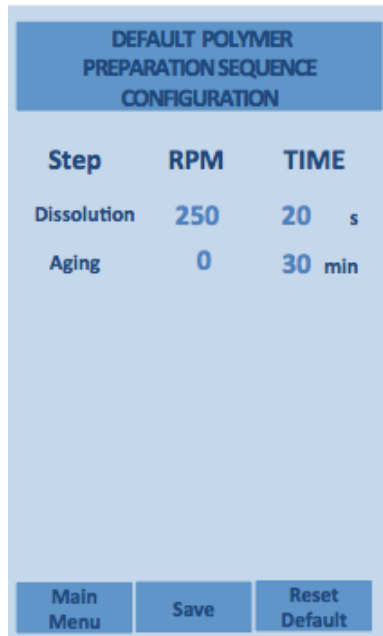 DEFAULT POLYMER
PREPARATION SEQUENCE
CONFIGURATION
Step RPM TIME
Dissolution 250 20 s
Aging 0 30 min
Main Menu
Save
Reset Default